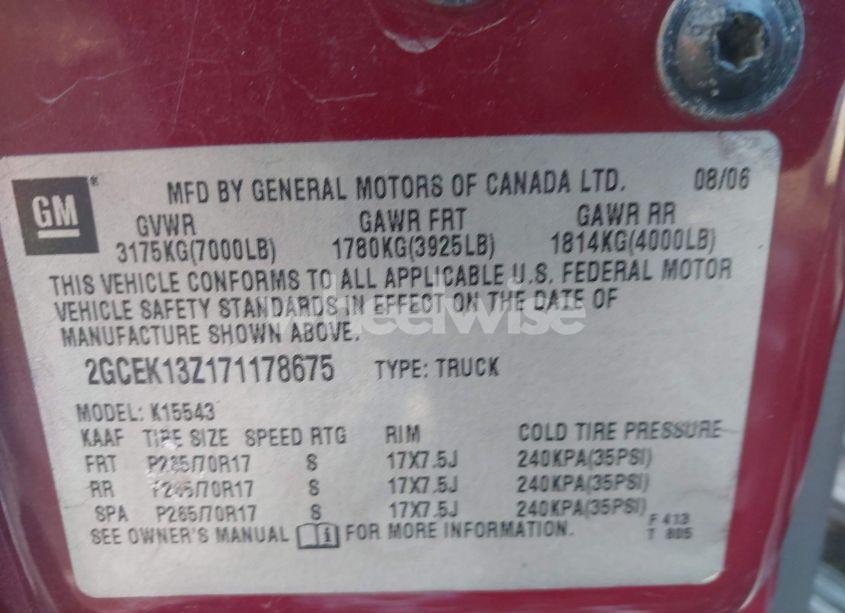 GM
MFD BY GENERAL MOTORS OF CANADA LTD. 08/06
GVWR GAWR FRT GAWR RR
3175KG(7000LB) 1780KG(3925LB) 1814KG(4000LB)
THIS VEHICLE CONFORMS TO ALL APPLICABLE U.S. FEDERAL MOTOR
VEHICLE SAFETY STANDARDS IN EFFECT ON THE DATE OF
MANUFACTURE SHOWN ABOVE.
wheelwise
2GCEK13Z171178675 TYPE: TRUCK
MODEL: K15543
KAAF TIRE SIZE SPEED RTG RIM COLD TIRE PRESSURE
FRT P265/70R17 S 17X7.5J 240KPA(35PSI)
RR P265/70R17 S 17X7.5J 240KPA(35PSI)
SPA P265/70R17 S 17X7.5J 240KPA(35PSI)
SEE OWNER'S MANUAL FOR MORE INFORMATION.
F 413
T 805